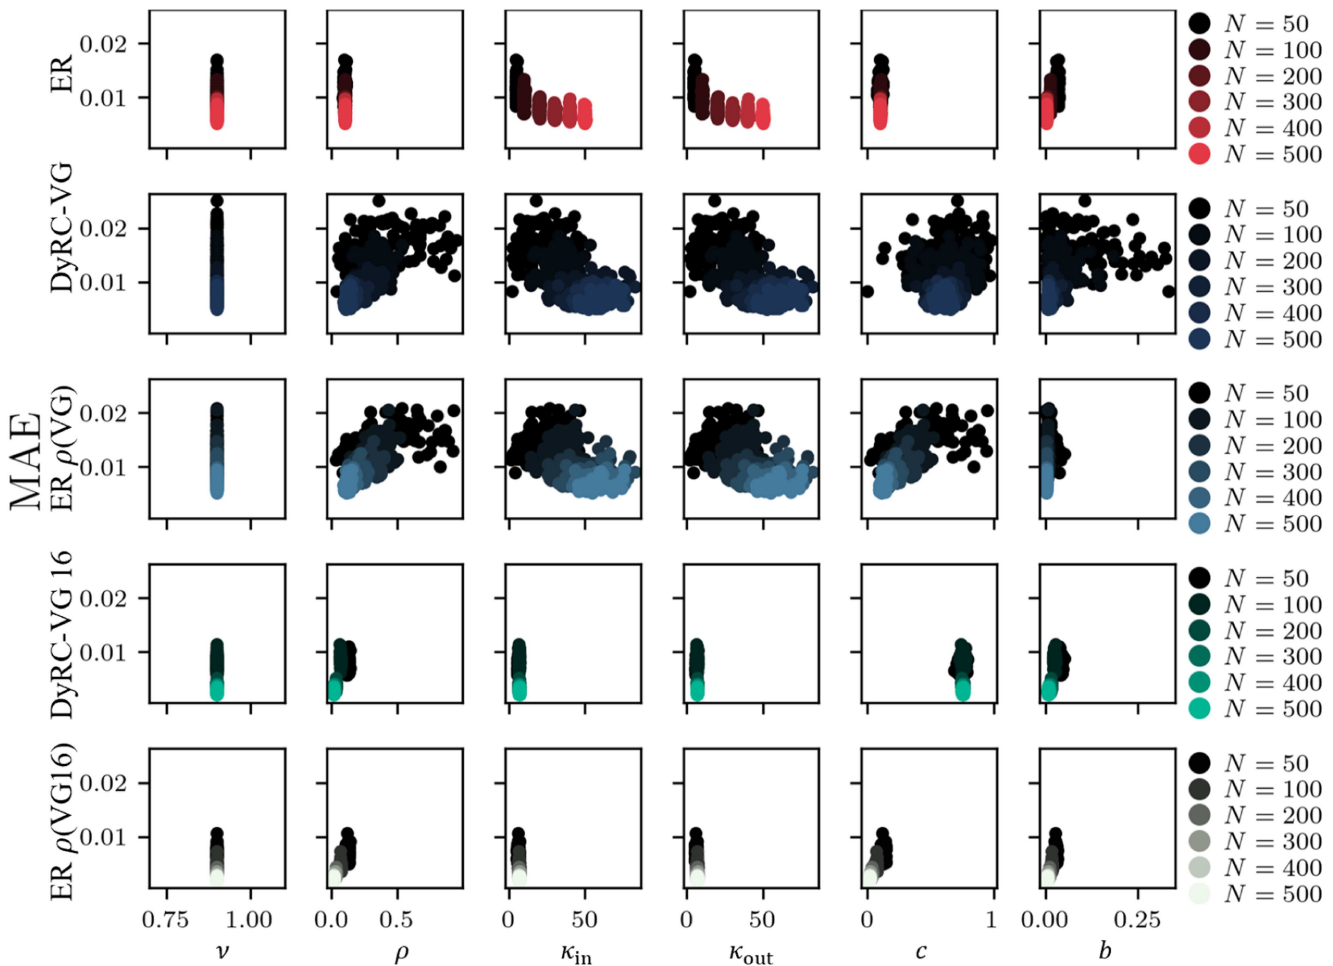 MAE
ER
0.02
0.01
N = 50
N = 100
N = 200
N = 300
N = 400
N = 500
DyRC-VG
0.02
0.01
N = 50
N = 100
N = 200
N = 300
N = 400
N = 500
ER ρ(VG)
0.02
0.01
N = 50
N = 100
N = 200
N = 300
N = 400
N = 500
DyRC-VG 16
0.02
0.01
N = 50
N = 100
N = 200
N = 300
N = 400
N = 500
ER ρ(VG16)
0.02
0.01
N = 50
N = 100
N = 200
N = 300
N = 400
N = 500
0.75 1.00 0.0 0.5 0 50 0 50 0 1 0.00 0.25
ν ρ κin κout c b